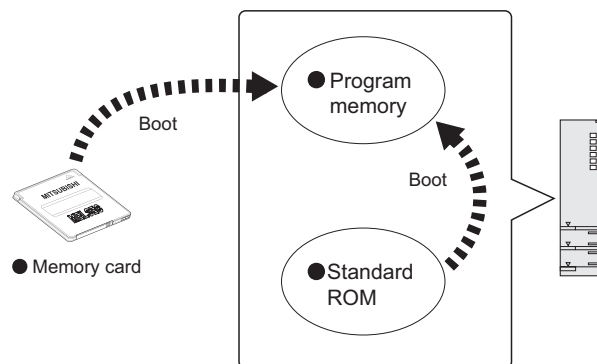 ● Program
memory
Boot
Boot
MITSUBISHI
● Memory card
● Standard
ROM